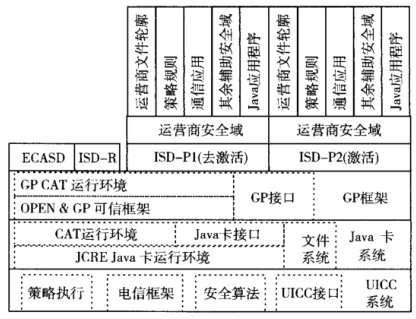 运营商文件轮廓
策略规则
通信应用
其余辅助安全域
Java应用程序
运营商文件轮廓
策略规则
通信应用
其余辅助安全域
Java应用程序
运营商安全域 运营商安全域
ECASD ISD-R ISD-P1(去激活) ISD-P2(激活)
GP CAT 运行环境 GP接口 GP框架
OPEN & GP 可信框架
CAT运行环境 Java卡接口 文件系统 Java 卡系统
JCRE Java 卡运行环境
策略执行 电信框架 安全算法 UICC接口 UICC系统